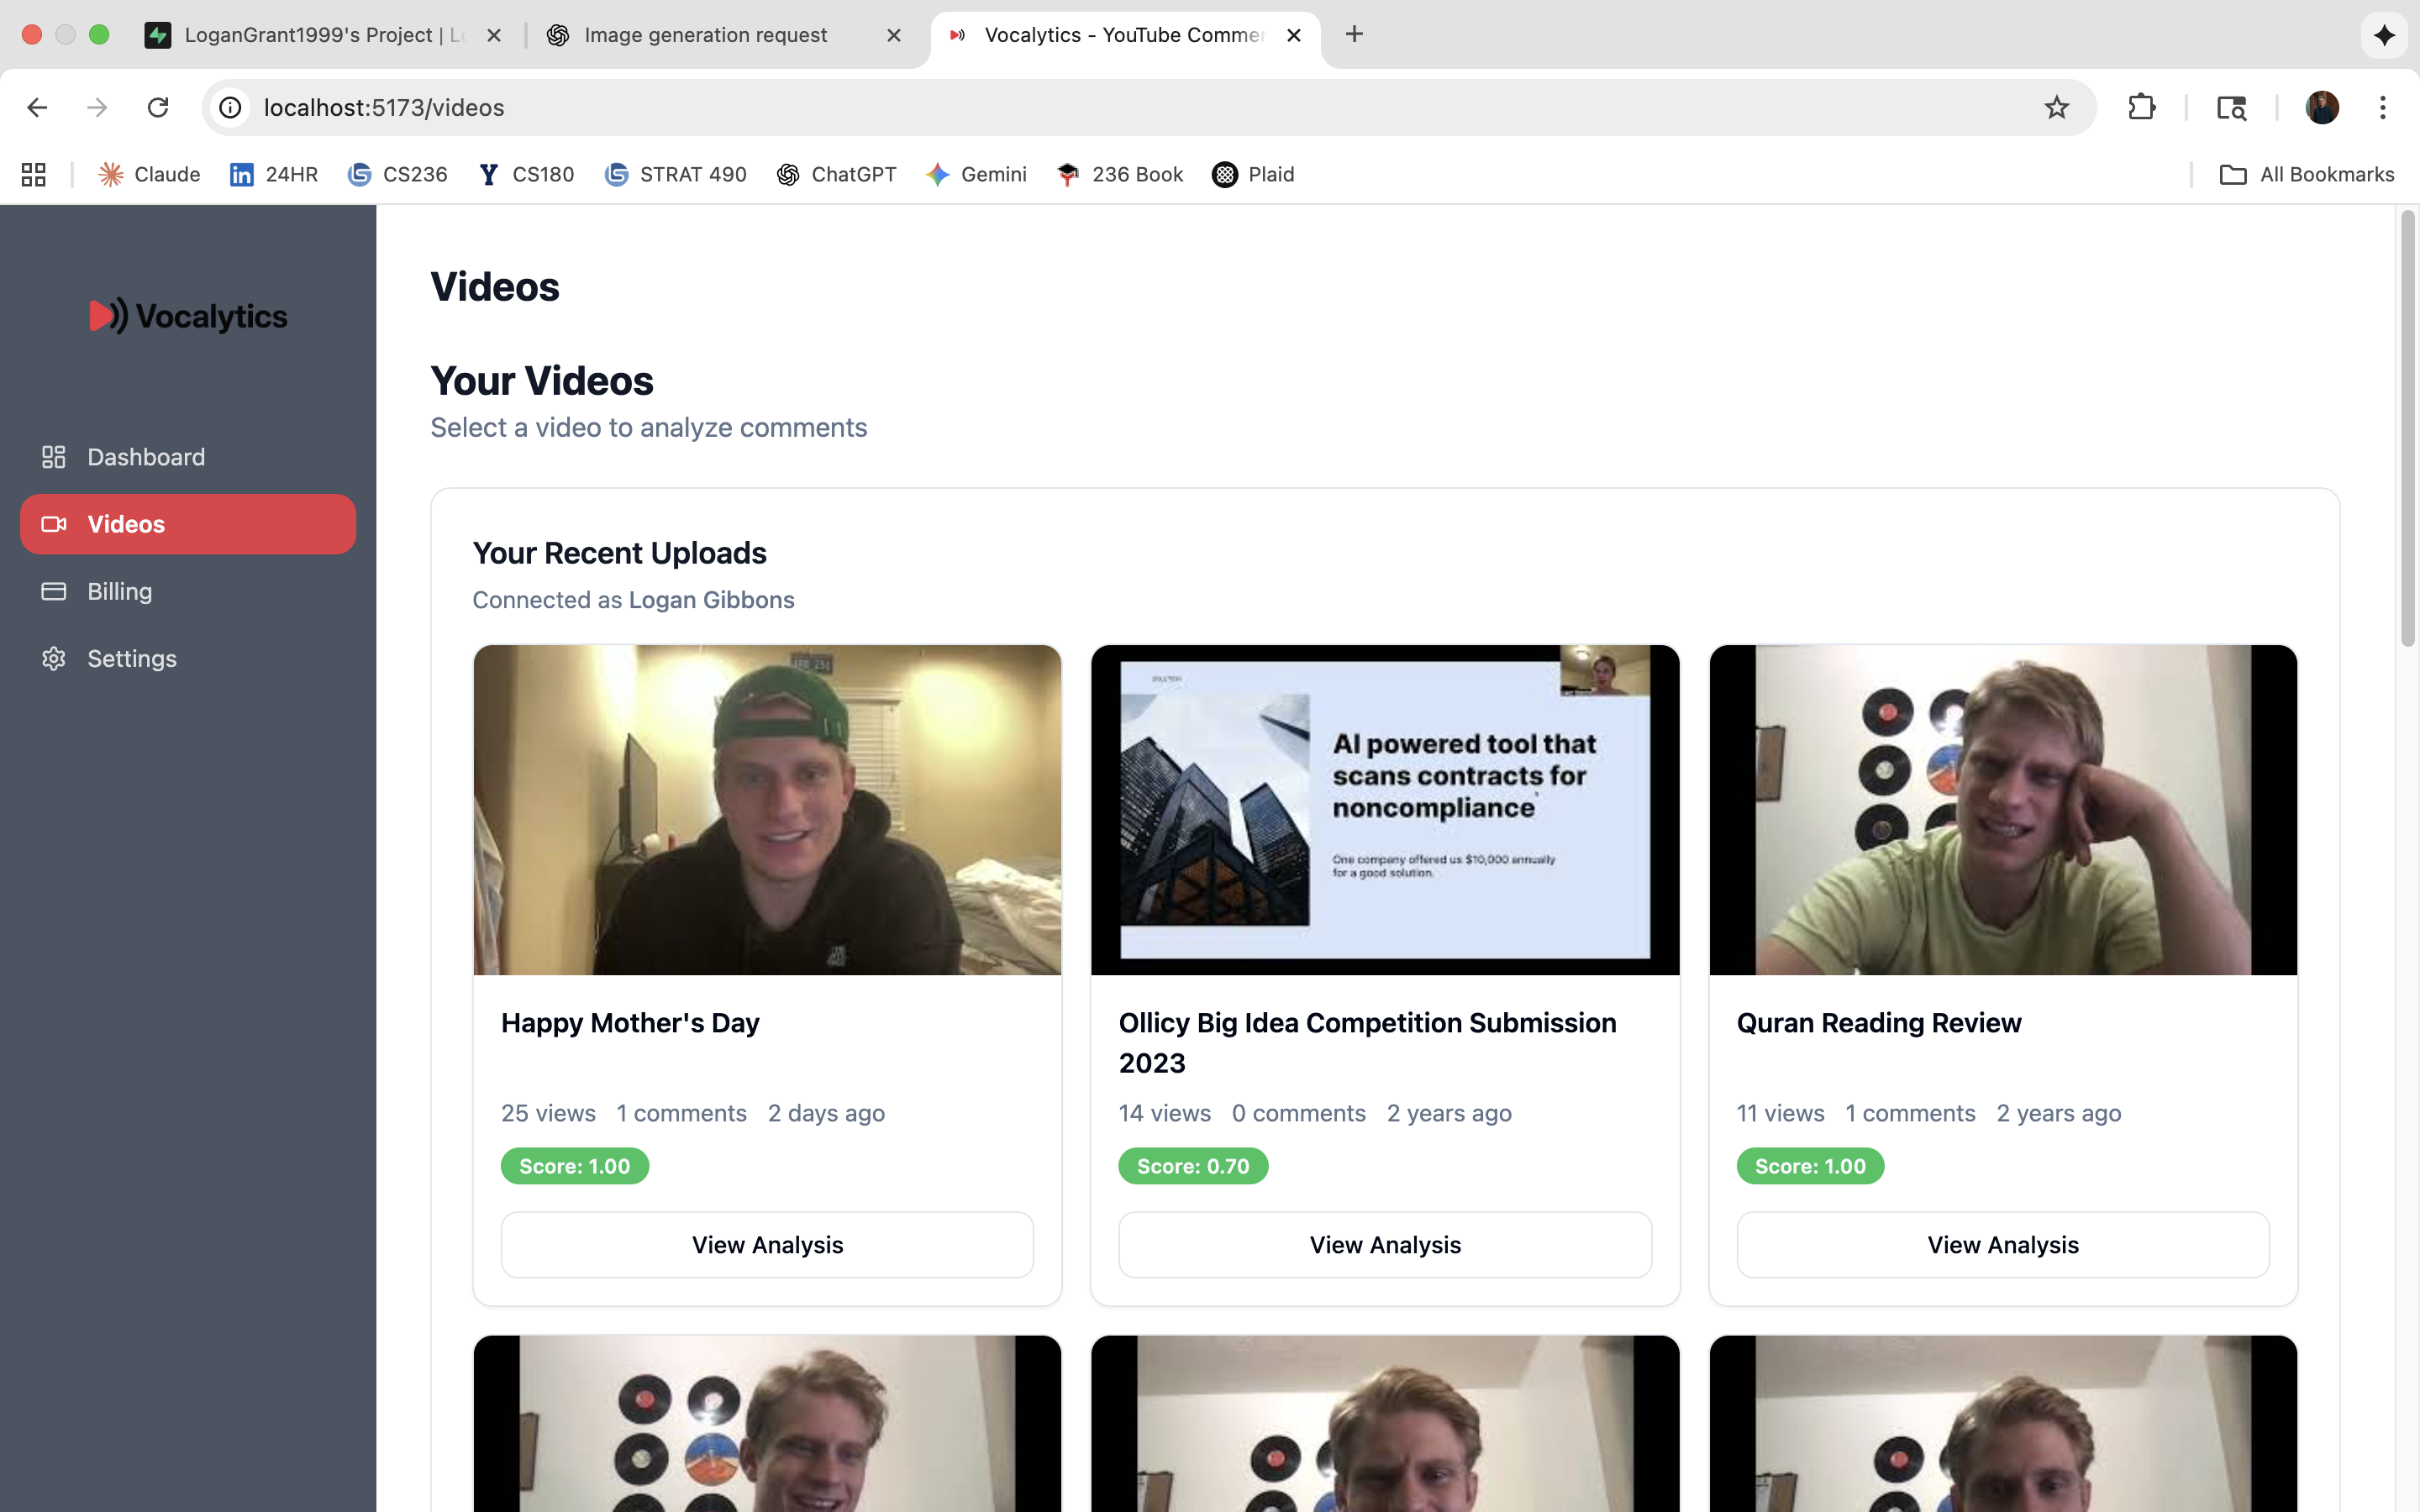 LoganGrant1999's Project | Lo
Image generation request
Vocalytics - YouTube Commen
localhost:5173/videos
Claude
24HR
CS236
CS180
STRAT 490
ChatGPT
Gemini
236 Book
Plaid
All Bookmarks
Vocalytics
Dashboard
Videos
Billing
Settings
Videos
Your Videos
Select a video to analyze comments
Your Recent Uploads
Connected as Logan Gibbons
SOLUTION
AI powered tool that
scans contracts for
noncompliance
One company offered us $10,000 annually
for a good solution.
Happy Mother's Day
25 views 1 comments 2 days ago
Score: 1.00
View Analysis
Ollicy Big Idea Competition Submission
2023
14 views 0 comments 2 years ago
Score: 0.70
View Analysis
Quran Reading Review
11 views 1 comments 2 years ago
Score: 1.00
View Analysis